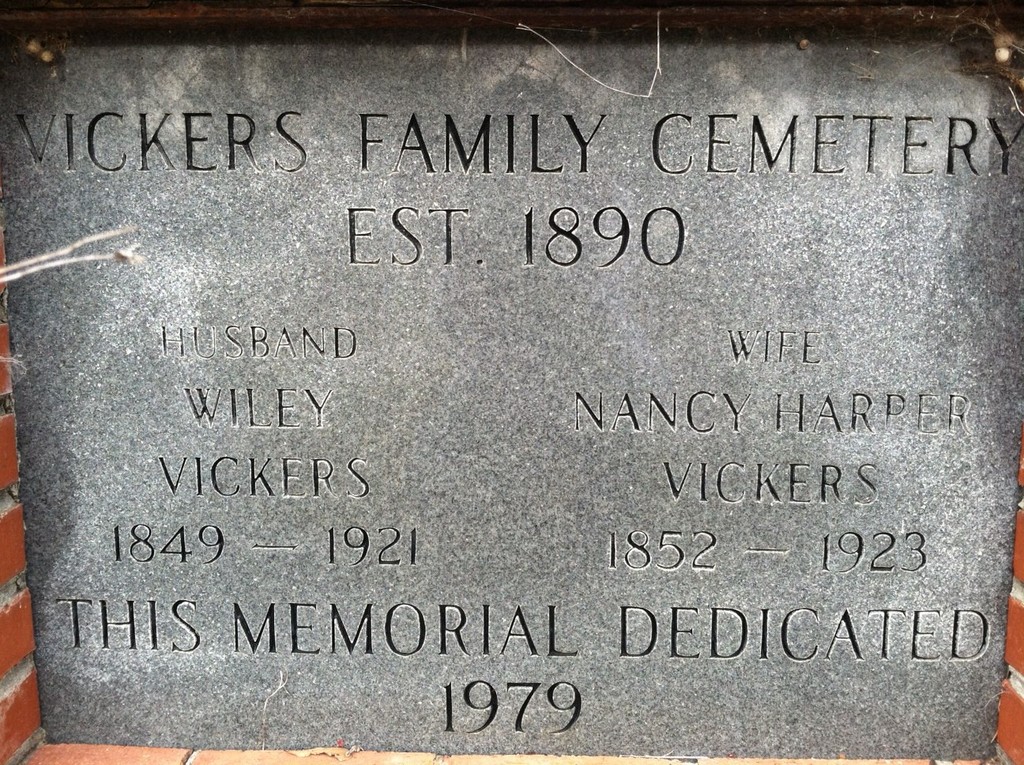 VICKERS FAMILY CEMETERY
EST. 1890
HUSBAND
WILEY
VICKERS
1849 — 1921
WIFE
NANCY HARPER
VICKERS
1852 — 1923
THIS MEMORIAL DEDICATED
1979